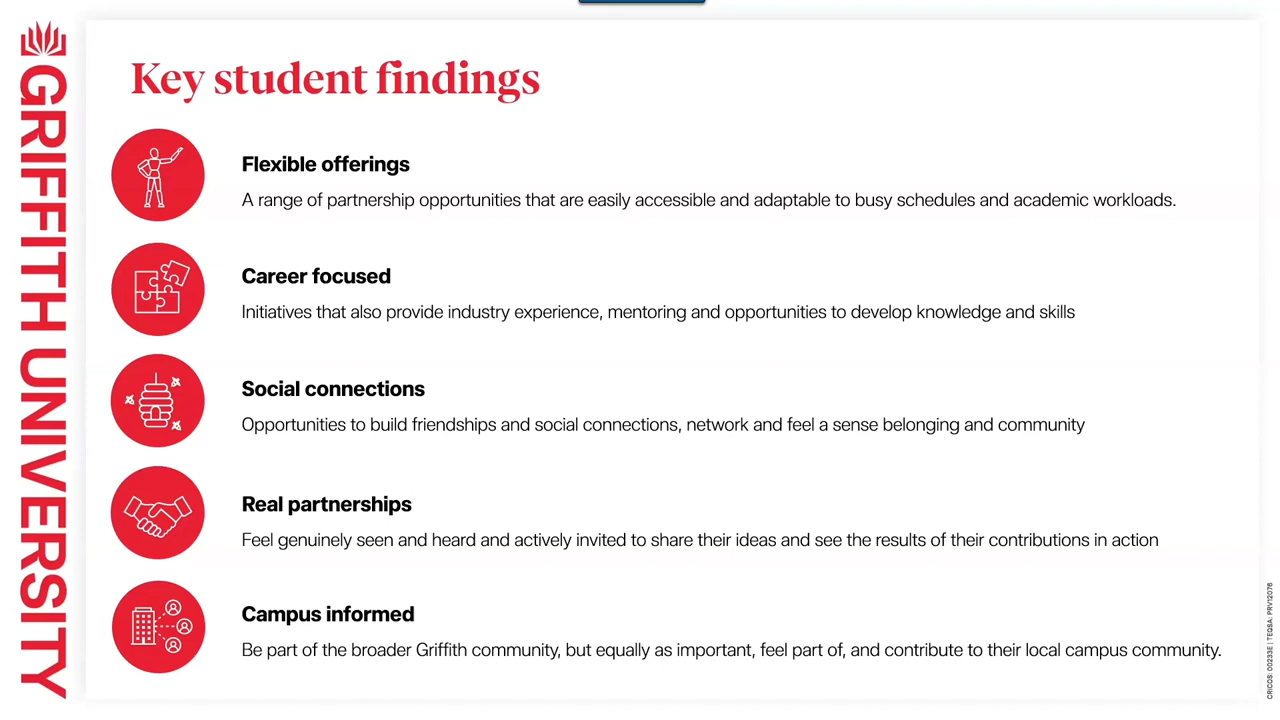 GRIFFITH UNIVERSITY
Key student findings
Flexible offerings
A range of partnership opportunities that are easily accessible and adaptable to busy schedules and academic workloads.
Career focused
Initiatives that also provide industry experience, mentoring and opportunities to develop knowledge and skills
Social connections
Opportunities to build friendships and social connections, network and feel a sense belonging and community
Real partnerships
Feel genuinely seen and heard and actively invited to share their ideas and see the results of their contributions in action
Campus informed
Be part of the broader Griffith community, but equally as important, feel part of, and contribute to their local campus community.
CRICOS: 00233E | TEQSA: PRV12076